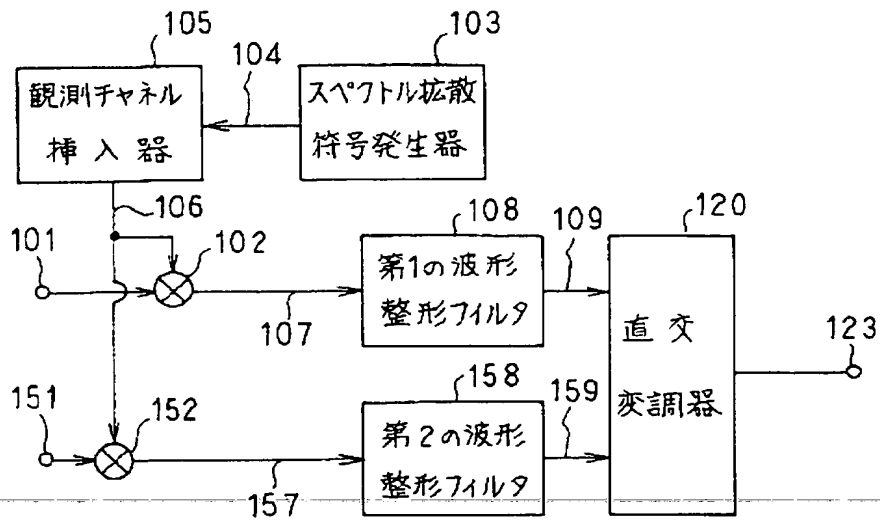 105
103
104
観測チャネル
挿入器
スペクトル拡散
符号発生器
106
101
102
107
108
109
第1の波形
整形フィルタ
120
直交
変調器
123
151
152
157
158
159
第2の波形
整形フィルタ